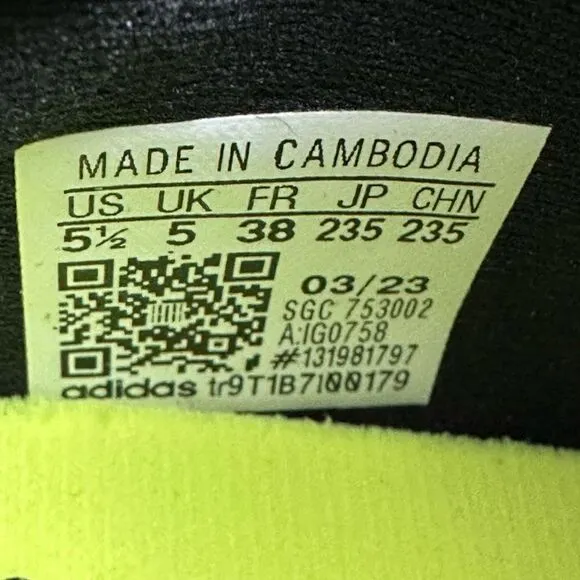 MADE IN CAMBODIA
US UK FR JP CHN
5½ 5 38 235 235
03/23
SGC 753002
A:IG0758
#131981797
adidas tr9T1B7I00179